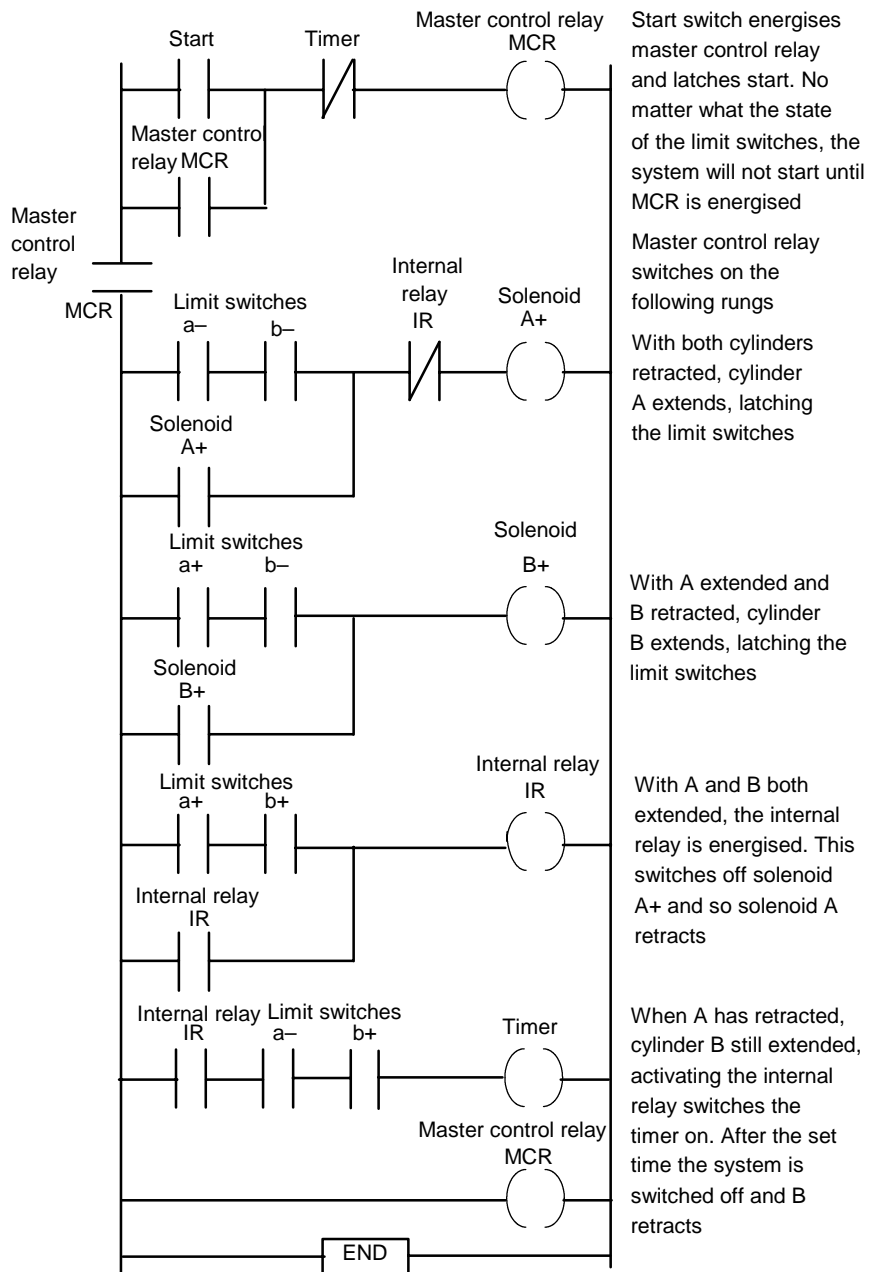 Start
Timer
Master control relay
MCR
Start switch energises
master control relay
and latches start. No
matter what the state
of the limit switches, the
system will not start until
MCR is energised
Master control
relay MCR
Master
control
relay
MCR
Master control relay
switches on the
following rungs
Limit switches
a– b–
Internal
relay
IR
Solenoid
A+
With both cylinders
retracted, cylinder
A extends, latching
the limit switches
Solenoid
A+
Limit switches
a+ b–
Solenoid
B+
With A extended and
B retracted, cylinder
B extends, latching the
limit switches
Solenoid
B+
Limit switches
a+ b+
Internal relay
IR
With A and B both
extended, the internal
relay is energised. This
switches off solenoid
A+ and so solenoid A
retracts
Internal relay
IR
Internal relay
IR
Limit switches
a– b+
Timer
When A has retracted,
cylinder B still extended,
activating the internal
relay switches the
timer on. After the set
time the system is
switched off and B
retracts
Master control relay
MCR
END